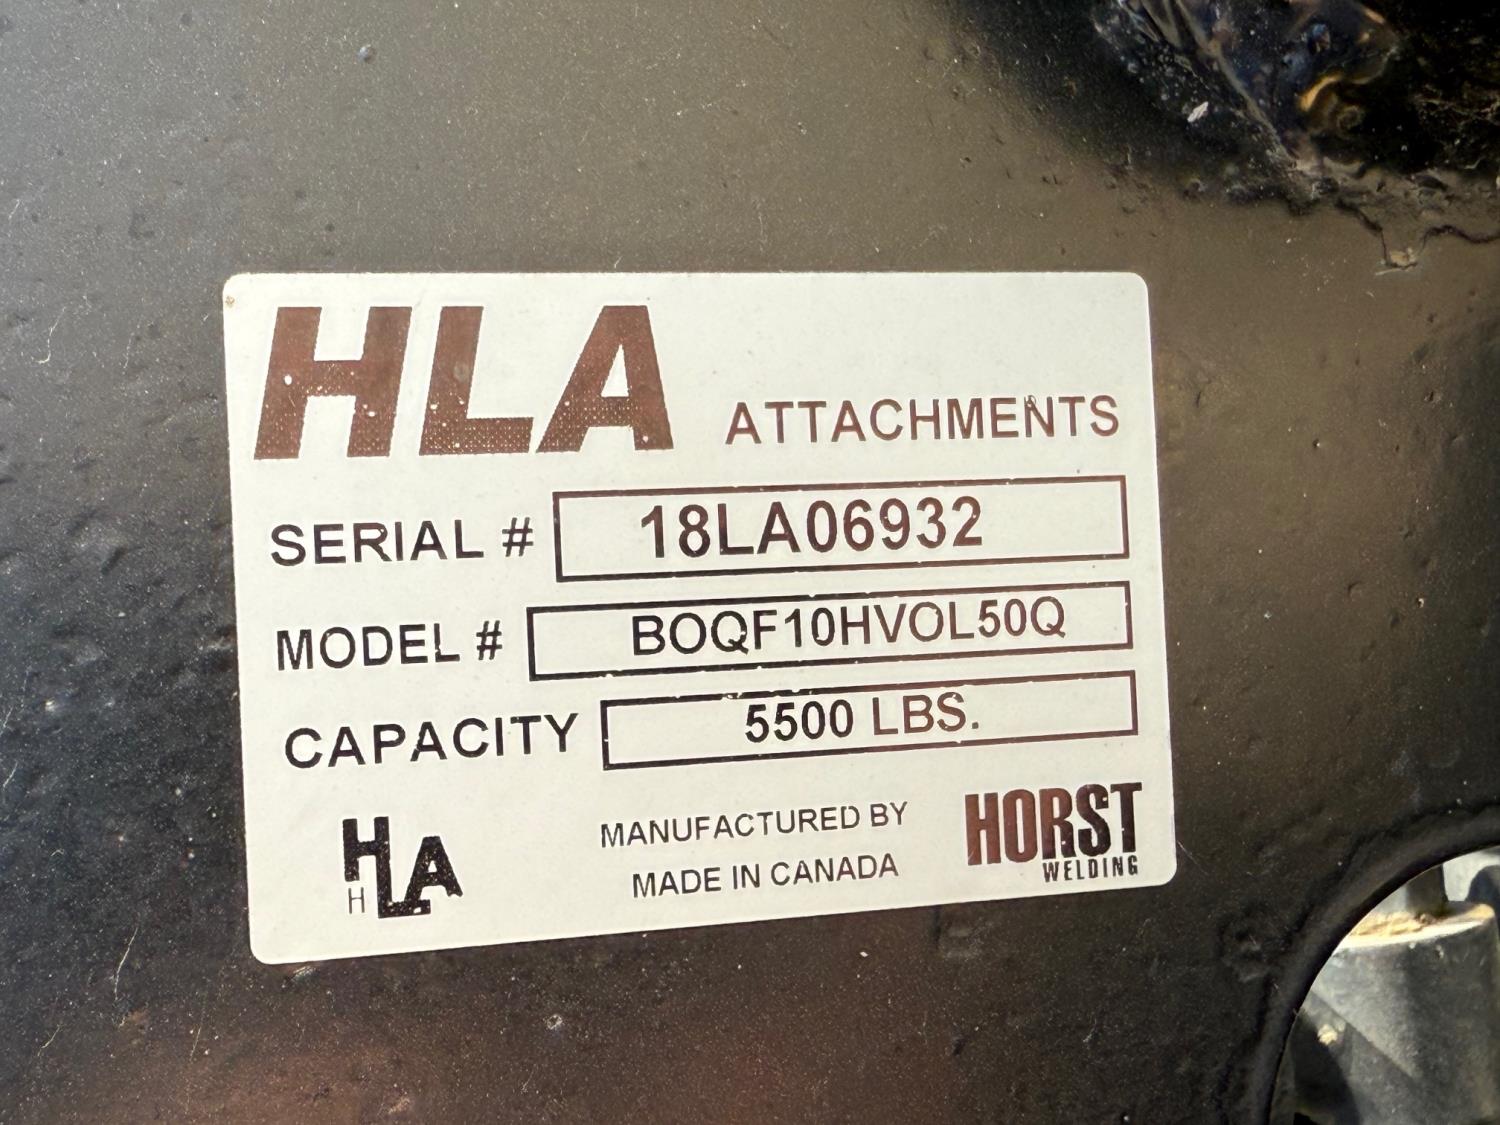 HLA ATTACHMENTS
SERIAL # 18LA06932
MODEL # BOQF10HVOL50Q
CAPACITY 5500 LBS.
HLA
H
MANUFACTURED BY
MADE IN CANADA
HORST
WELDING